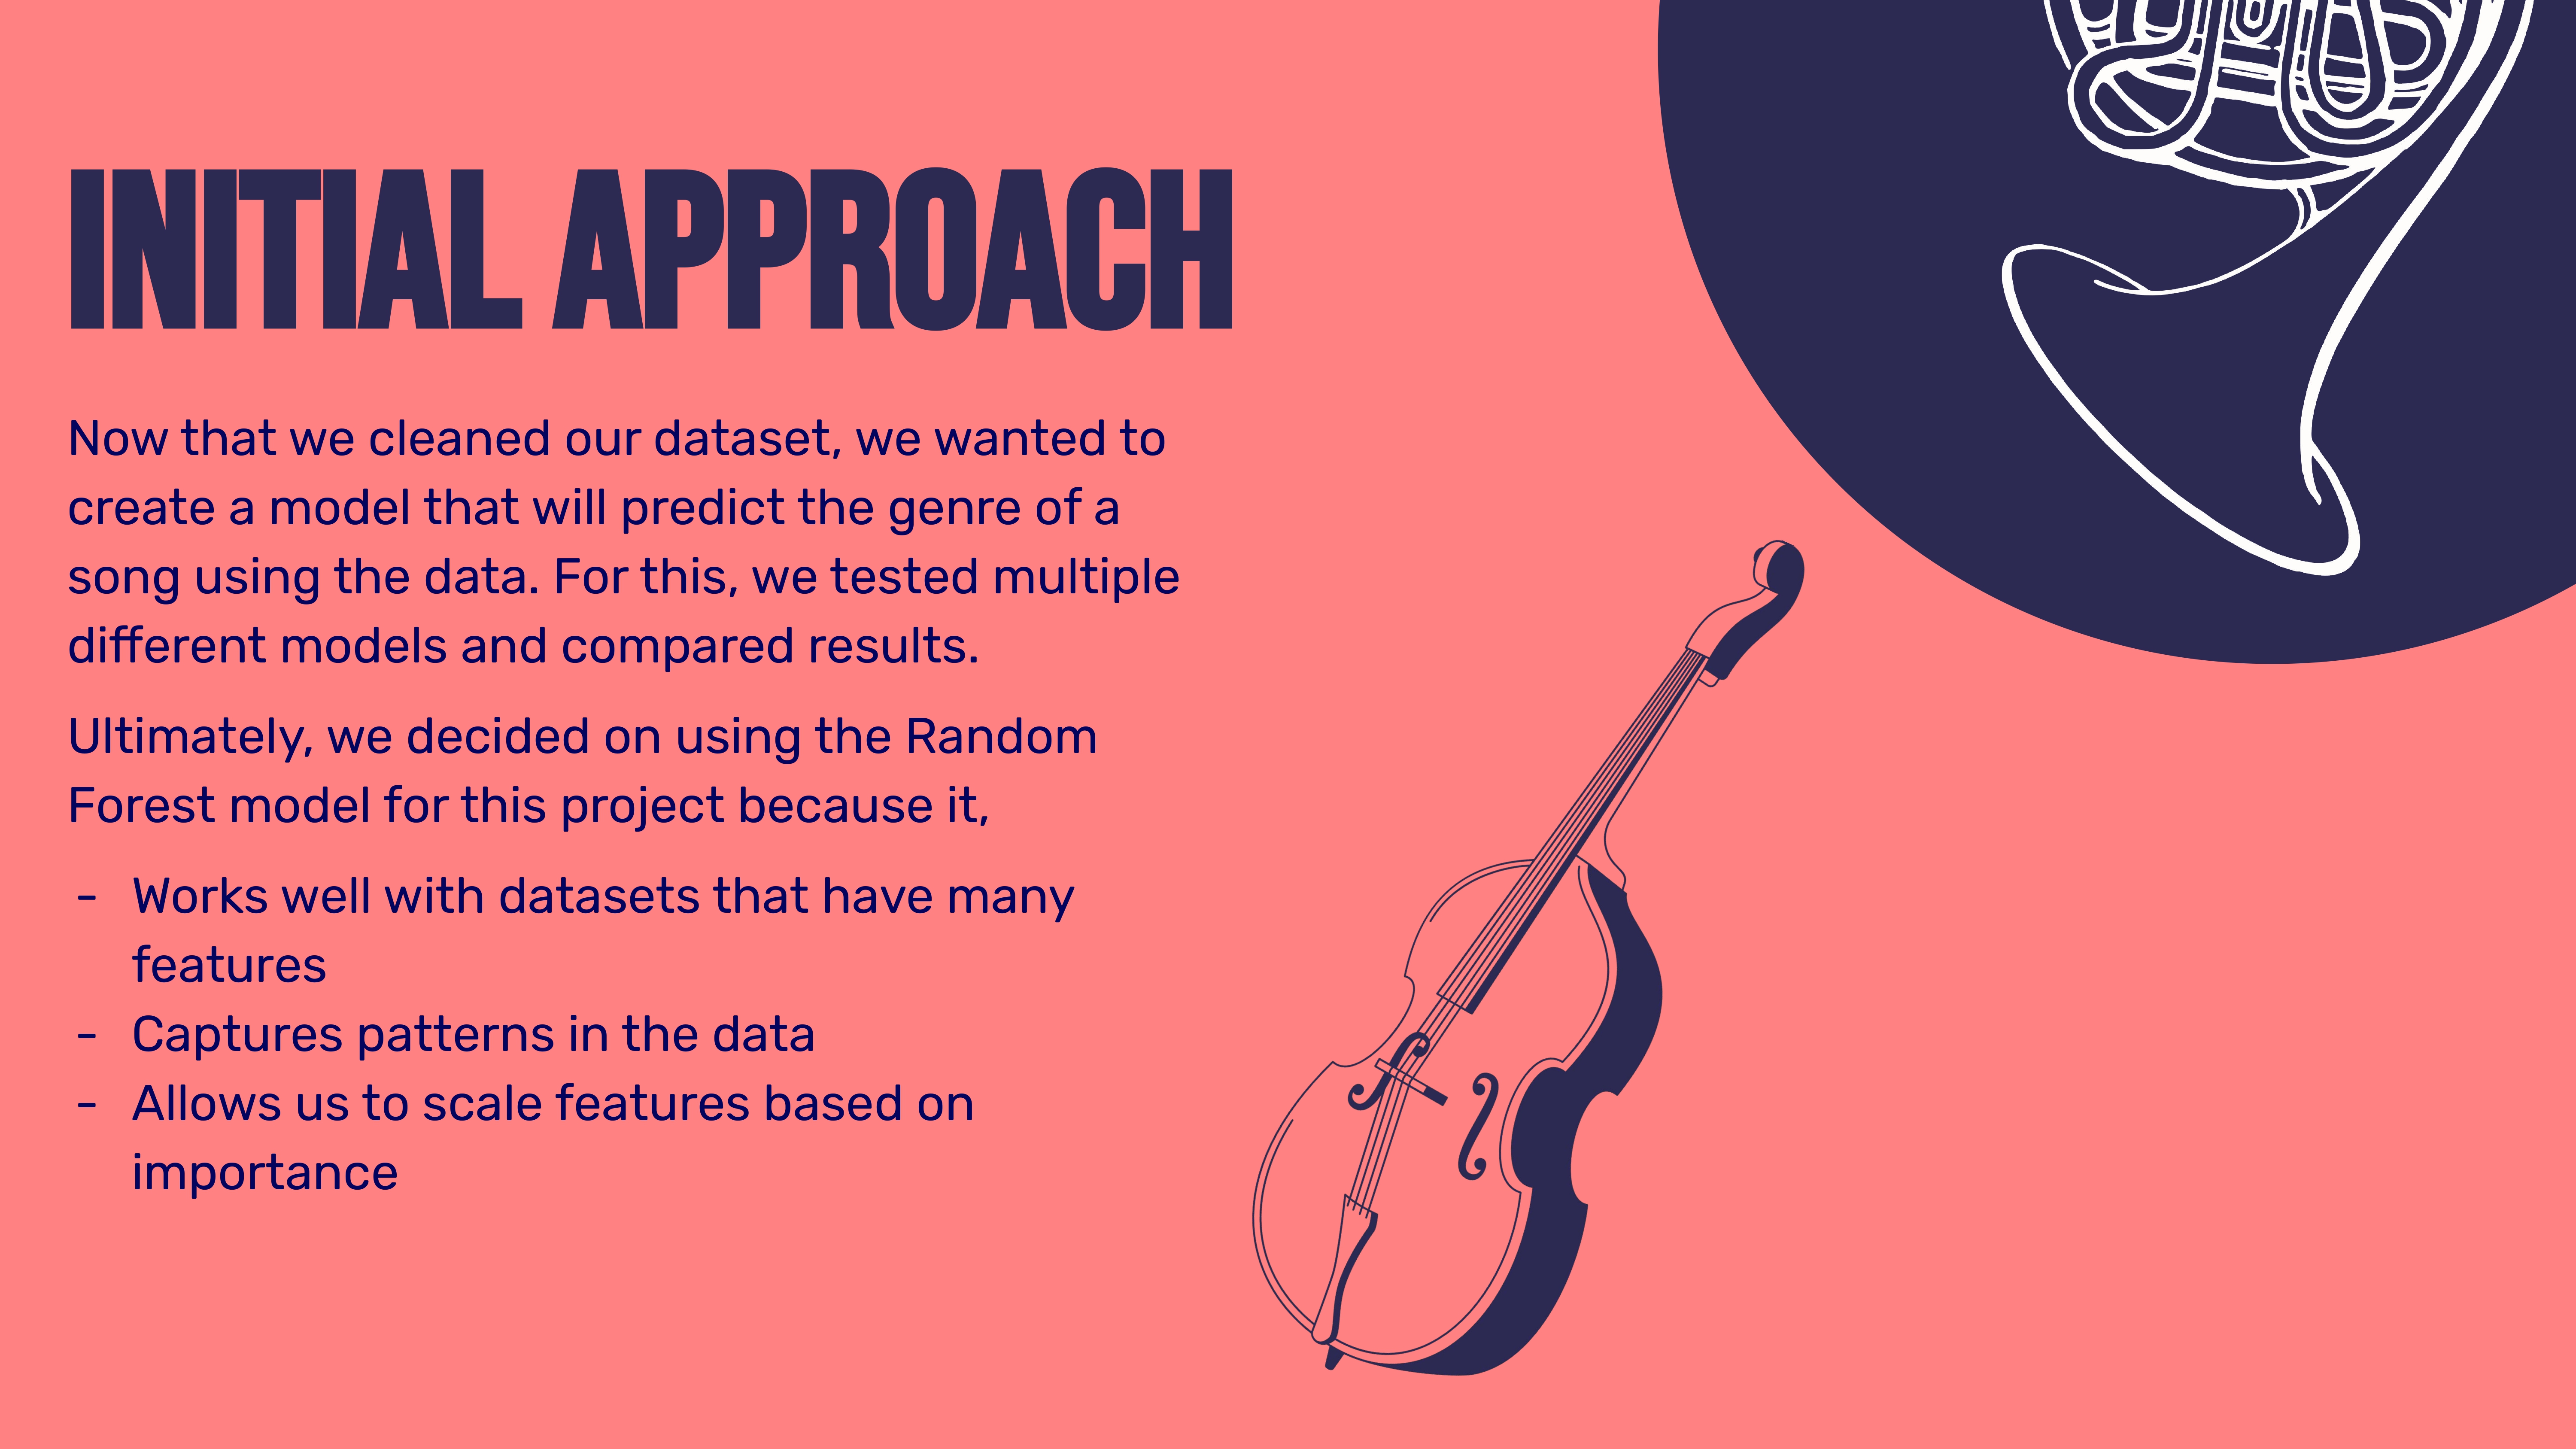 INITIAL APPROACH
Now that we cleaned our dataset, we wanted to
create a model that will predict the genre of a
song using the data. For this, we tested multiple
different models and compared results.
Ultimately, we decided on using the Random
Forest model for this project because it,
- Works well with datasets that have many
features
- Captures patterns in the data
- Allows us to scale features based on
importance